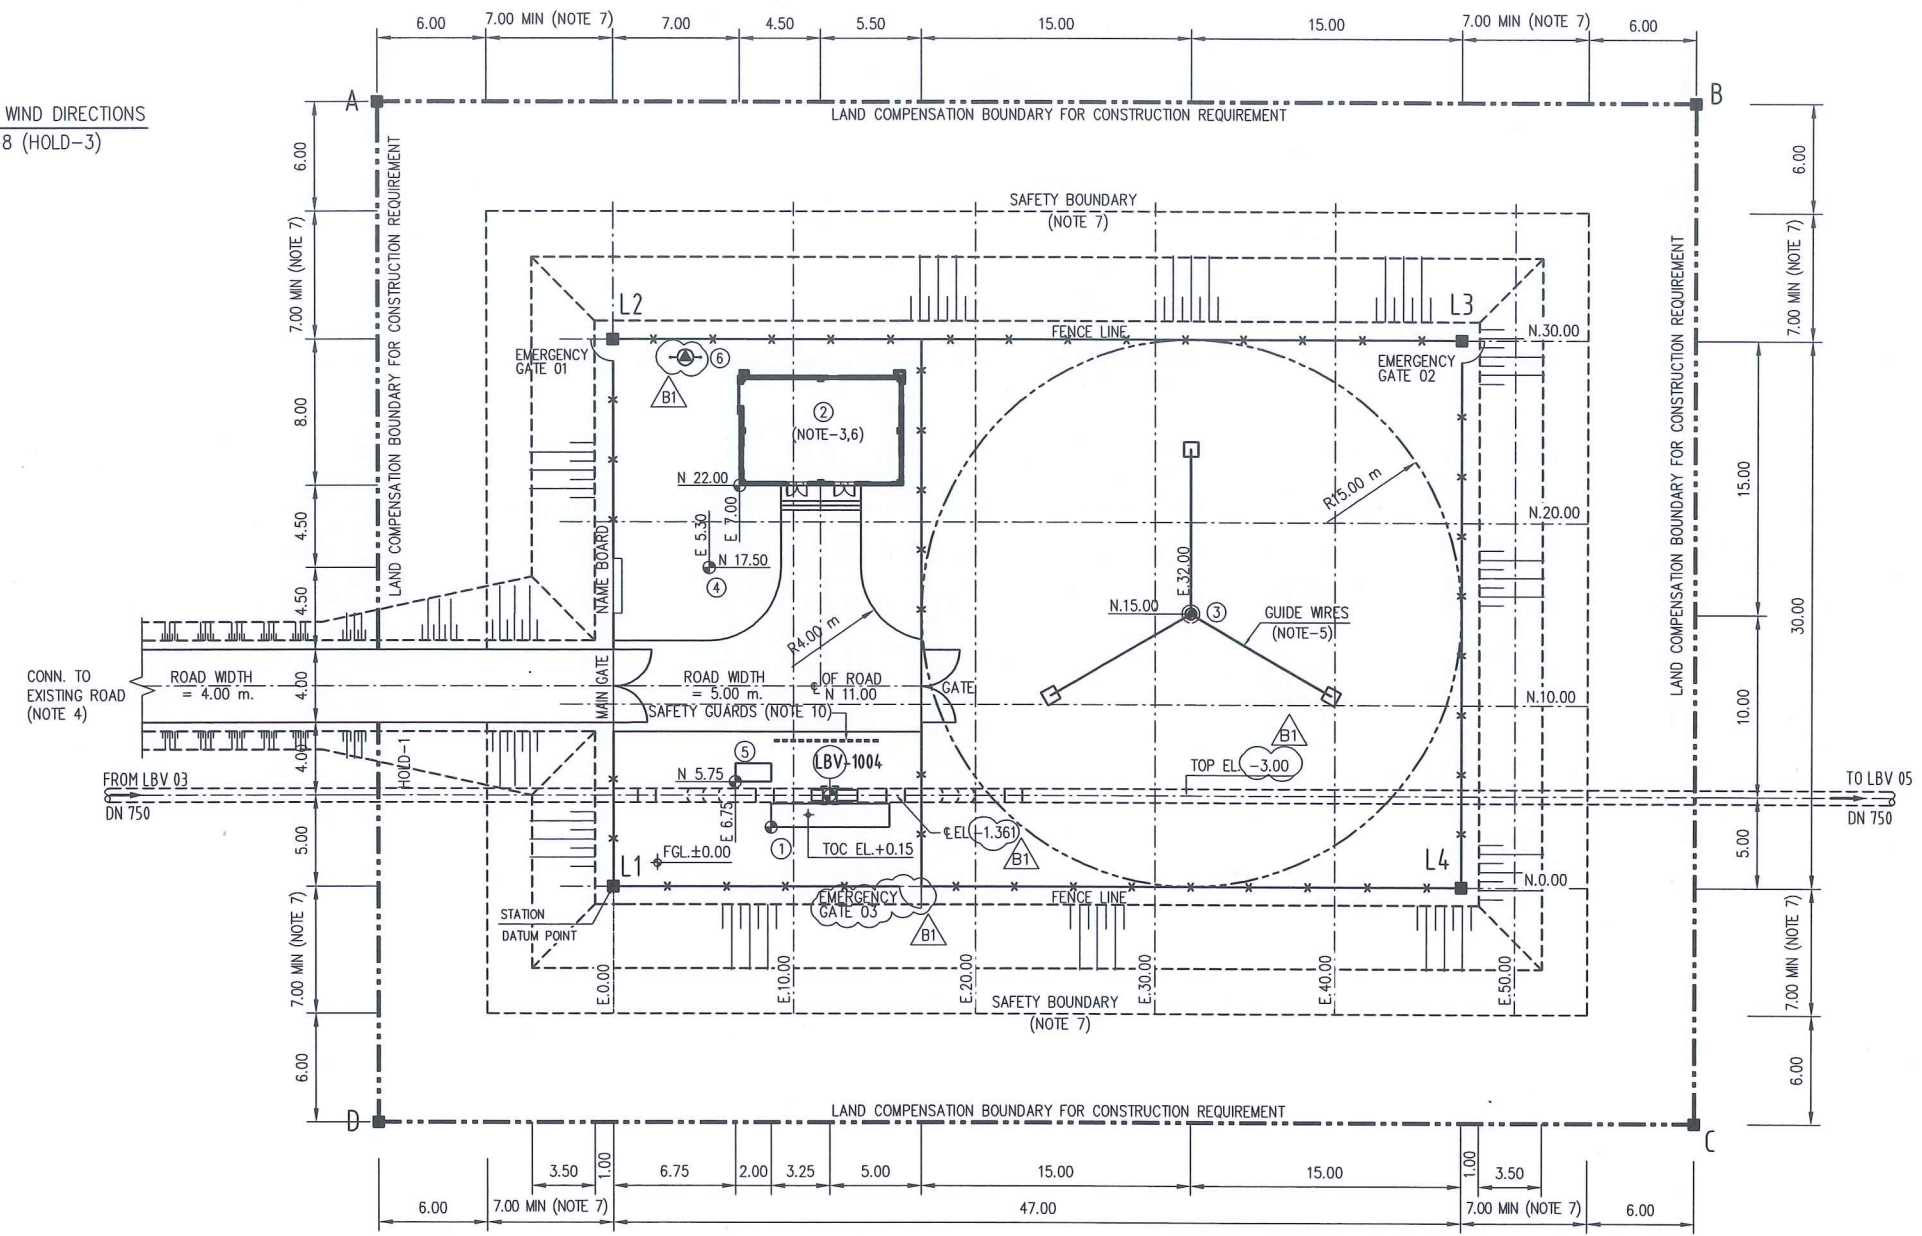 6.00
7.00 MIN (NOTE 7)
7.00
4.50
5.50
15.00
15.00
7.00 MIN (NOTE 7)
6.00
WIND DIRECTIONS
8 (HOLD-3)
A
B
LAND COMPENSATION BOUNDARY FOR CONSTRUCTION REQUIREMENT
6.00
6.00
LAND COMPENSATION BOUNDARY FOR CONSTRUCTION REQUIREMENT
LAND COMPENSATION BOUNDARY FOR CONSTRUCTION REQUIREMENT
SAFETY BOUNDARY
(NOTE 7)
7.00 MIN (NOTE 7)
7.00 MIN (NOTE 7)
L2
L3
FENCE LINE
N.30.00
EMERGENCY
GATE 01
6
B1
EMERGENCY
GATE 02
8.00
2
(NOTE-3,6)
15.00
N 22.00
R15.00 m
E 7.00
E 5.30
4.50
N.20.00
N 17.50
4
NAME BOARD
30.00
E.32.00
4.50
N.15.00
3
GUIDE WIRES
(NOTE-5)
R4.00 m
CONN. TO
EXISTING ROAD
(NOTE 4)
ROAD WIDTH
= 4.00 m.
4.00
MAIN GATE
ROAD WIDTH
= 5.00 m.
℄ OF ROAD
N 11.00
GATE
N.10.00
SAFETY GUARDS (NOTE 10)
10.00
B1
4.00
HOLD-1
5
LBV-1004
N 5.75
TOP EL. -3.00
FROM LBV 03
DN 750
TO LBV 05
DN 750
E 6.75
℄ EL -1.361
B1
5.00
FGL.±0.00
1
TOC EL.+0.15
5.00
L1
L4
N.0.00
EMERGENCY
GATE 03
FENCE LINE
B1
STATION
DATUM POINT
7.00 MIN (NOTE 7)
7.00 MIN (NOTE 7)
E.0.00
E.10.00
E.20.00
E.30.00
E.40.00
E.50.00
SAFETY BOUNDARY
(NOTE 7)
6.00
6.00
LAND COMPENSATION BOUNDARY FOR CONSTRUCTION REQUIREMENT
D
C
3.50
1.00
6.75
2.00
3.25
5.00
15.00
15.00
1.00
3.50
6.00
7.00 MIN (NOTE 7)
47.00
7.00 MIN (NOTE 7)
6.00